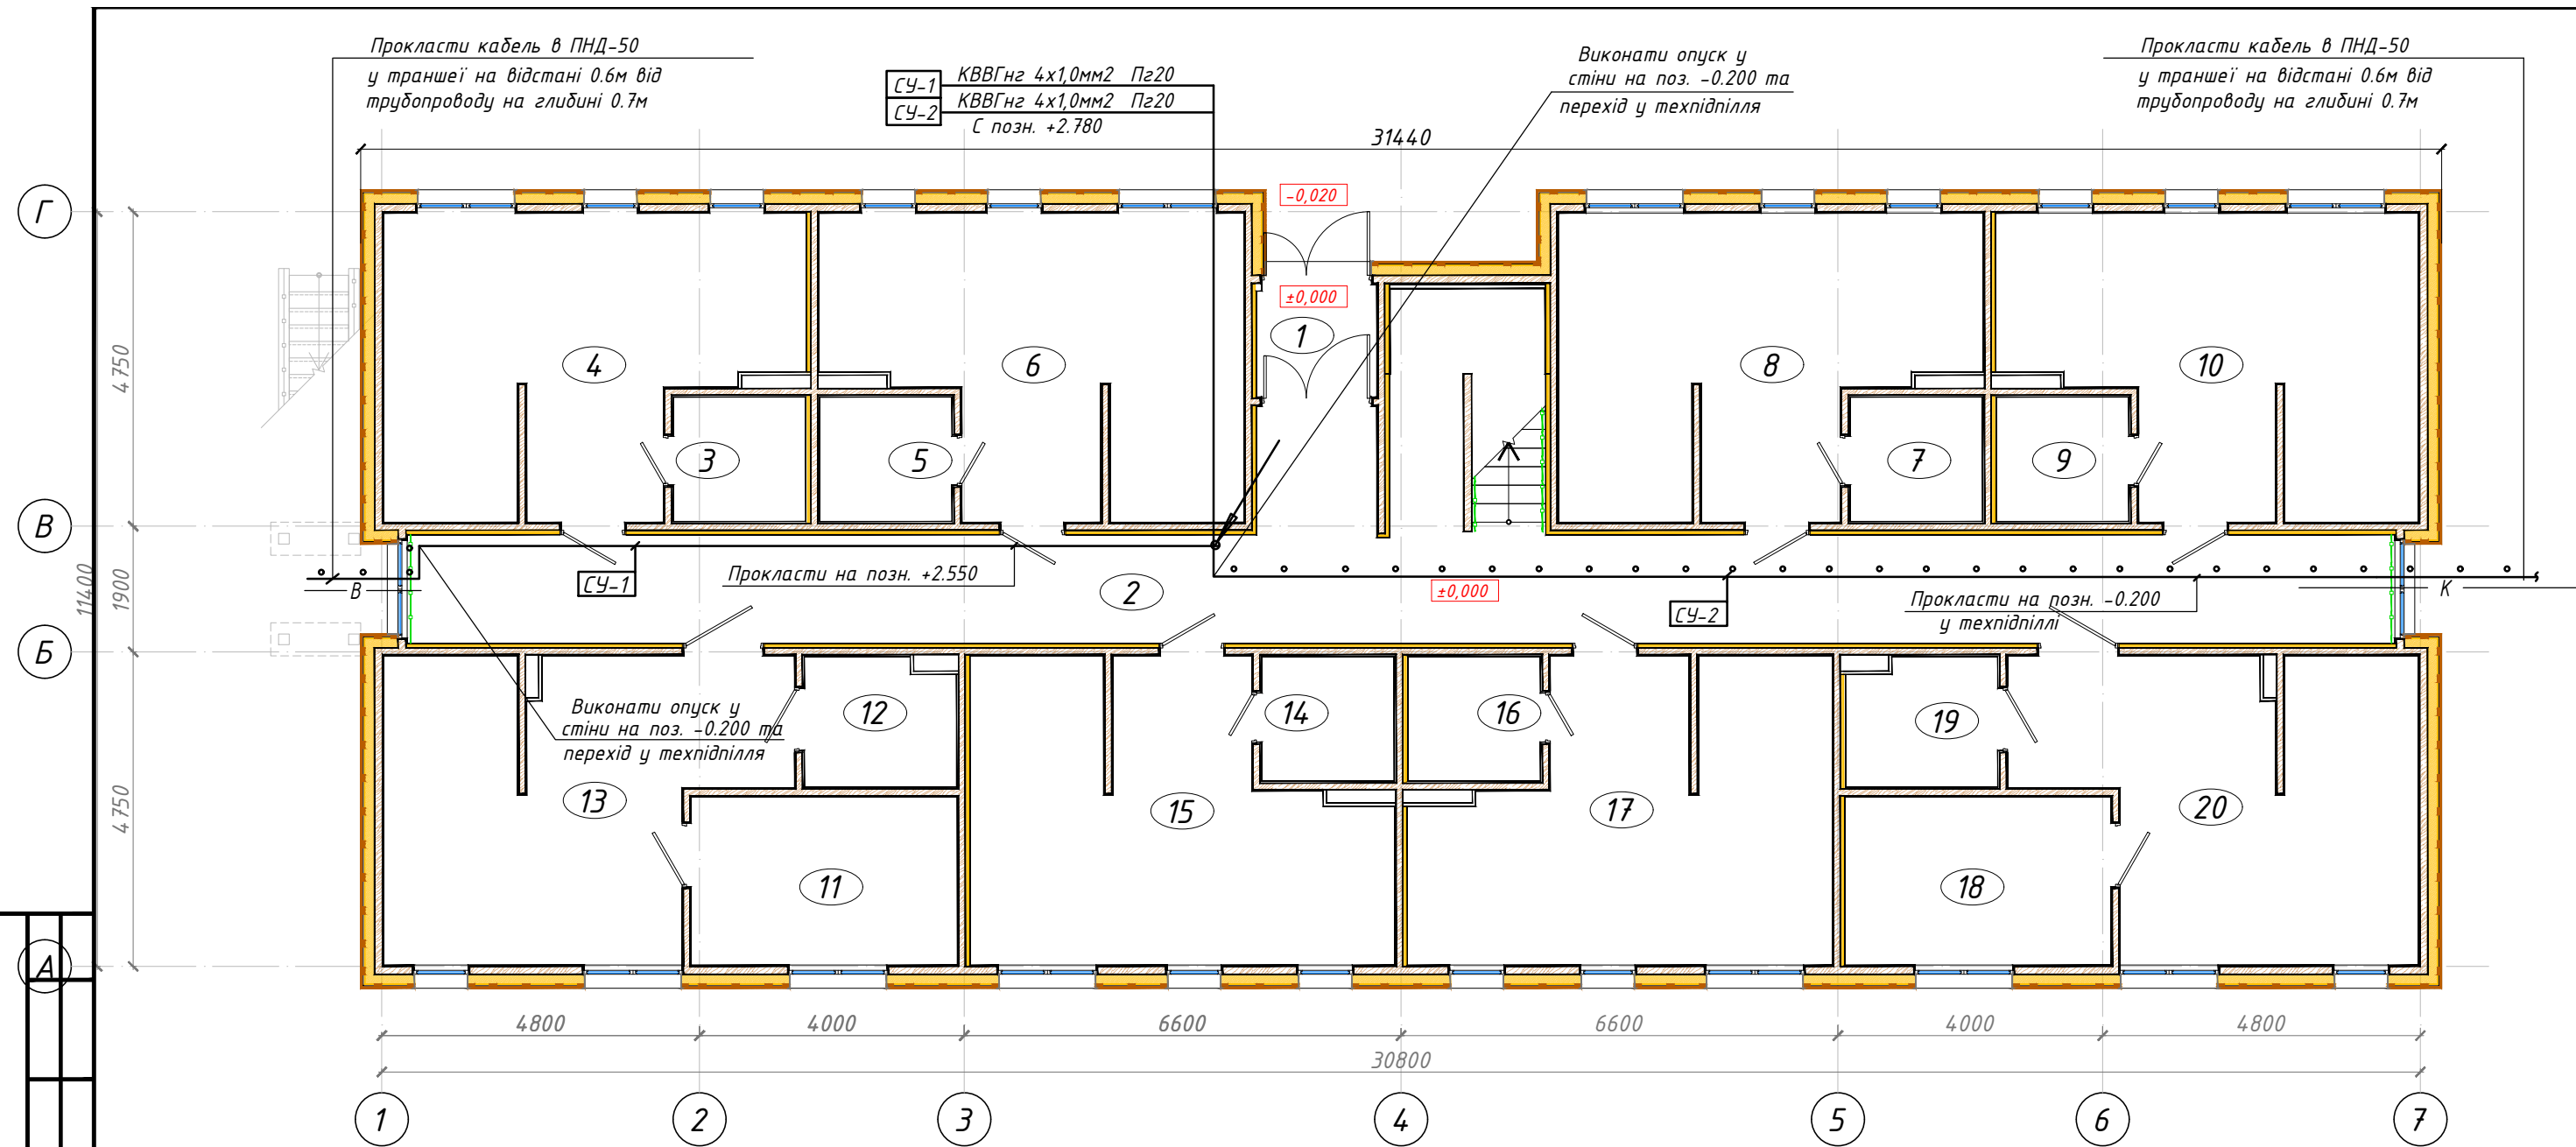 Прокласти кабель в ПНД-50
у траншеї на відстані 0.6м від
трубопроводу на глибині 0.7м
СУ-1
КВВГнг 4х1,0мм2 Пг20
СУ-2
КВВГнг 4х1,0мм2 Пг20
С позн. +2.780
Виконати опуск у
стіни на поз. -0.200 та
перехід у техпідпілля
Прокласти кабель в ПНД-50
у траншеї на відстані 0.6м від
трубопроводу на глибині 0.7м
31440
Г
-0,020
±0,000
1
4
6
8
10
4750
3
5
7
9
В
СУ-1
Прокласти на позн. +2.550
2
±0,000
СУ-2
Прокласти на позн. -0.200
у техпідпіллі
В
К
11400
1900
Б
Виконати опуск у
стіни на поз. -0.200 та
перехід у техпідпілля
12
14
16
19
13
15
17
20
4750
11
18
А
4800
4000
6600
6600
4000
4800
30800
1
2
3
4
5
6
7